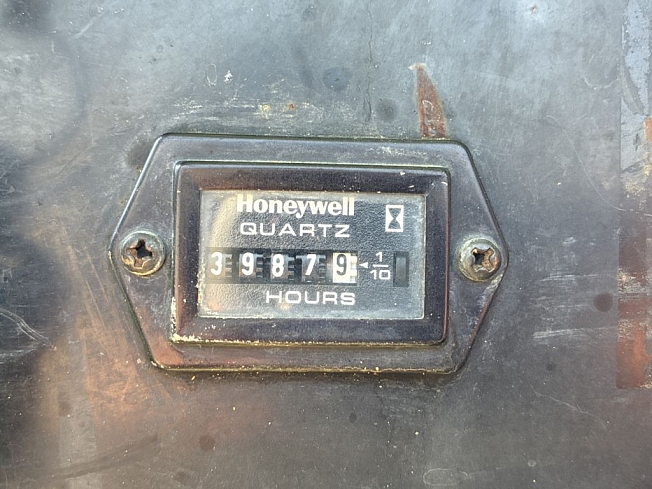 Honeywell
QUARTZ
39879 ◄ 1/10
HOURS